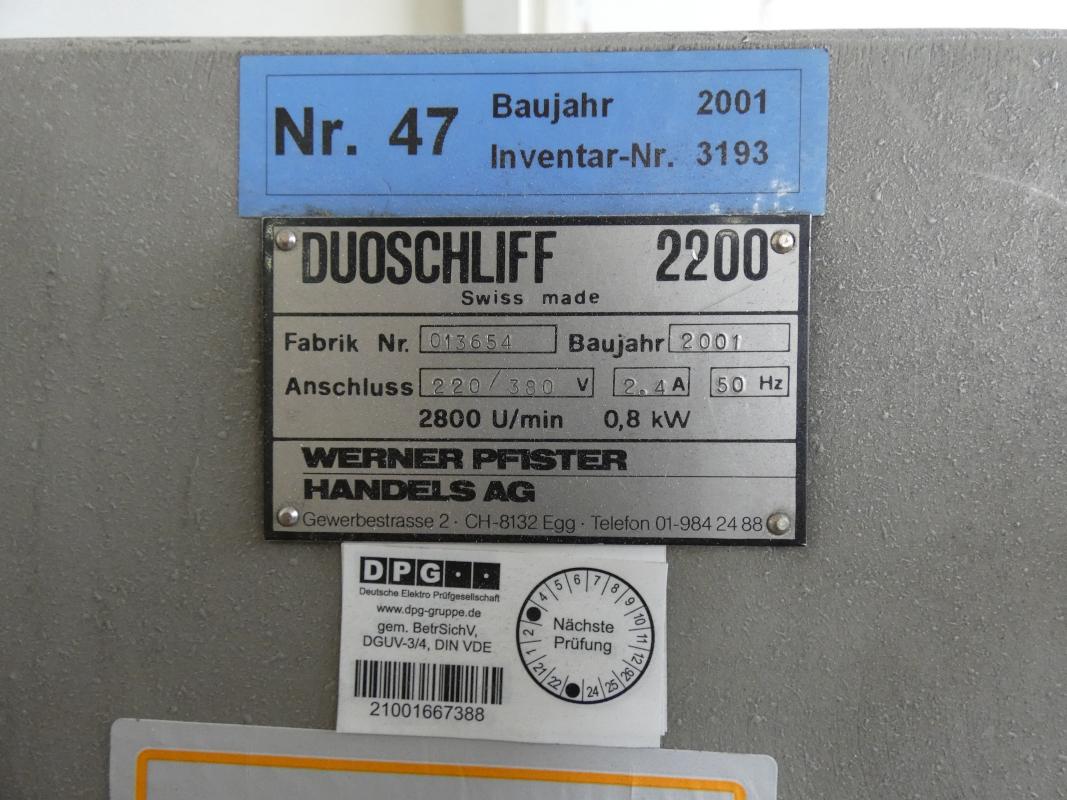 Nr. 47
Baujahr 2001
Inventar-Nr. 3193
DUOSCHLIFF 2200
Swiss made
Fabrik Nr. 013654 Baujahr 2001
Anschluss 220/380 V 2.4 A 50 Hz
2800 U/min 0,8 kW
WERNER PFISTER
HANDELS AG
Gewerbestrasse 2 · CH-8132 Egg · Telefon 01-984 24 88
DPG
Deutsche Elektro Prüfgesellschaft
www.dpg-gruppe.de
gem. BetrSichV,
DGUV-3/4, DIN VDE
21001667388
Nächste
Prüfung
1 2 4 5 6 7 8 9 10 11 12
26 25 24 22 21